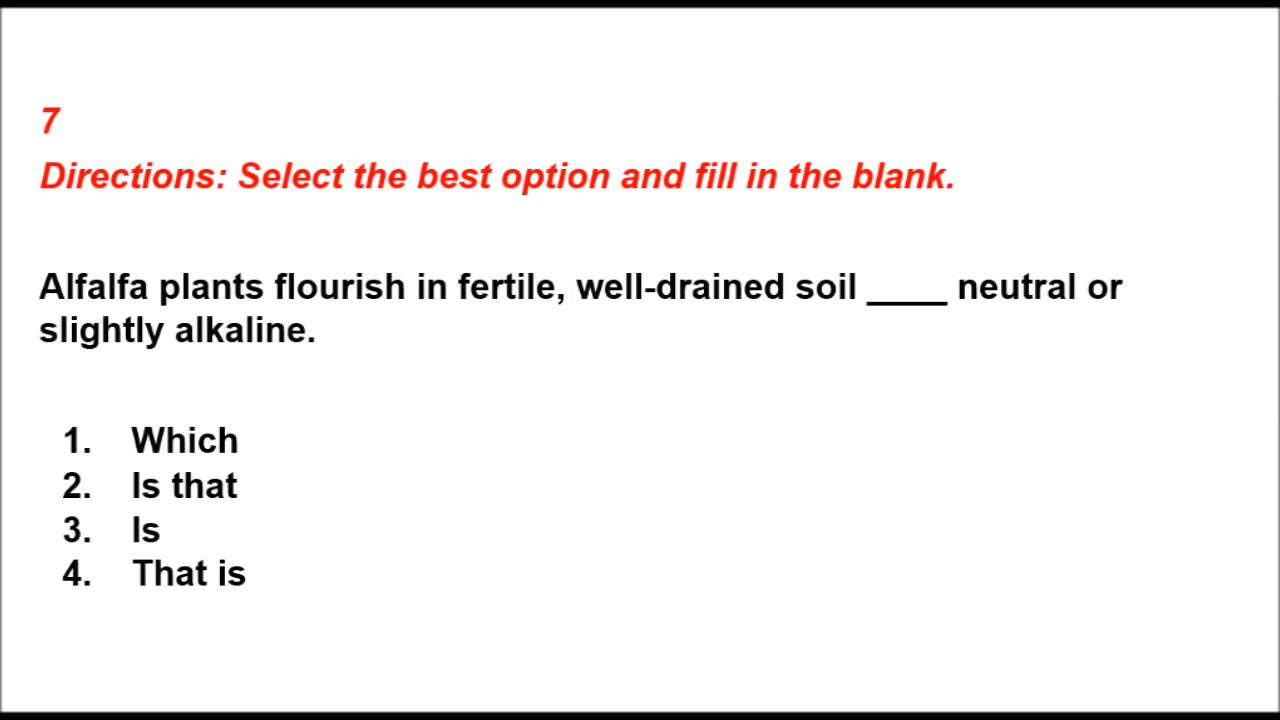 7
Directions: Select the best option and fill in the blank.
Alfalfa plants flourish in fertile, well-drained soil ____ neutral or
slightly alkaline.
1. Which
2. Is that
3. Is
4. That is